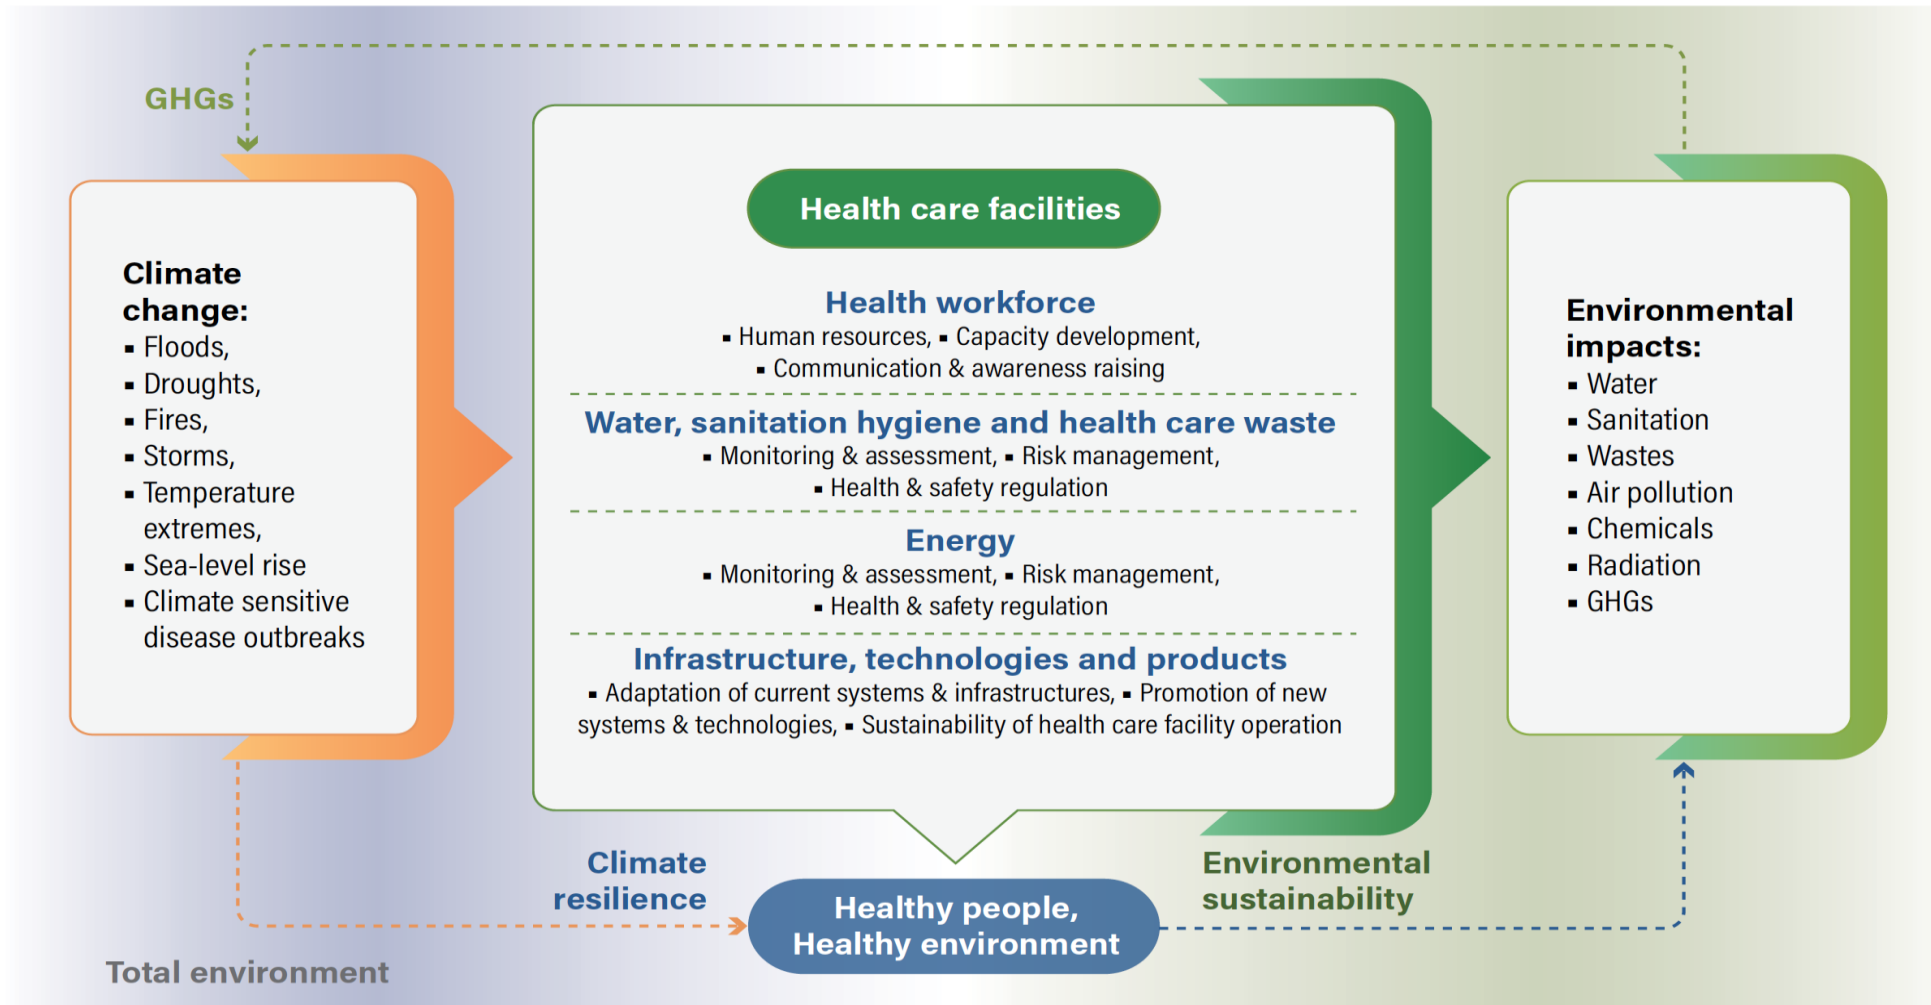 GHGs
Climate
change:
▪ Floods,
▪ Droughts,
▪ Fires,
▪ Storms,
▪ Temperature
extremes,
▪ Sea-level rise
▪ Climate sensitive
disease outbreaks
Health care facilities
Health workforce
▪ Human resources, ▪ Capacity development,
▪ Communication & awareness raising
Water, sanitation hygiene and health care waste
▪ Monitoring & assessment, ▪ Risk management,
▪ Health & safety regulation
Energy
▪ Monitoring & assessment, ▪ Risk management,
▪ Health & safety regulation
Infrastructure, technologies and products
▪ Adaptation of current systems & infrastructures, ▪ Promotion of new
systems & technologies, ▪ Sustainability of health care facility operation
Environmental
impacts:
▪ Water
▪ Sanitation
▪ Wastes
▪ Air pollution
▪ Chemicals
▪ Radiation
▪ GHGs
Climate
resilience
Healthy people,
Healthy environment
Environmental
sustainability
Total environment